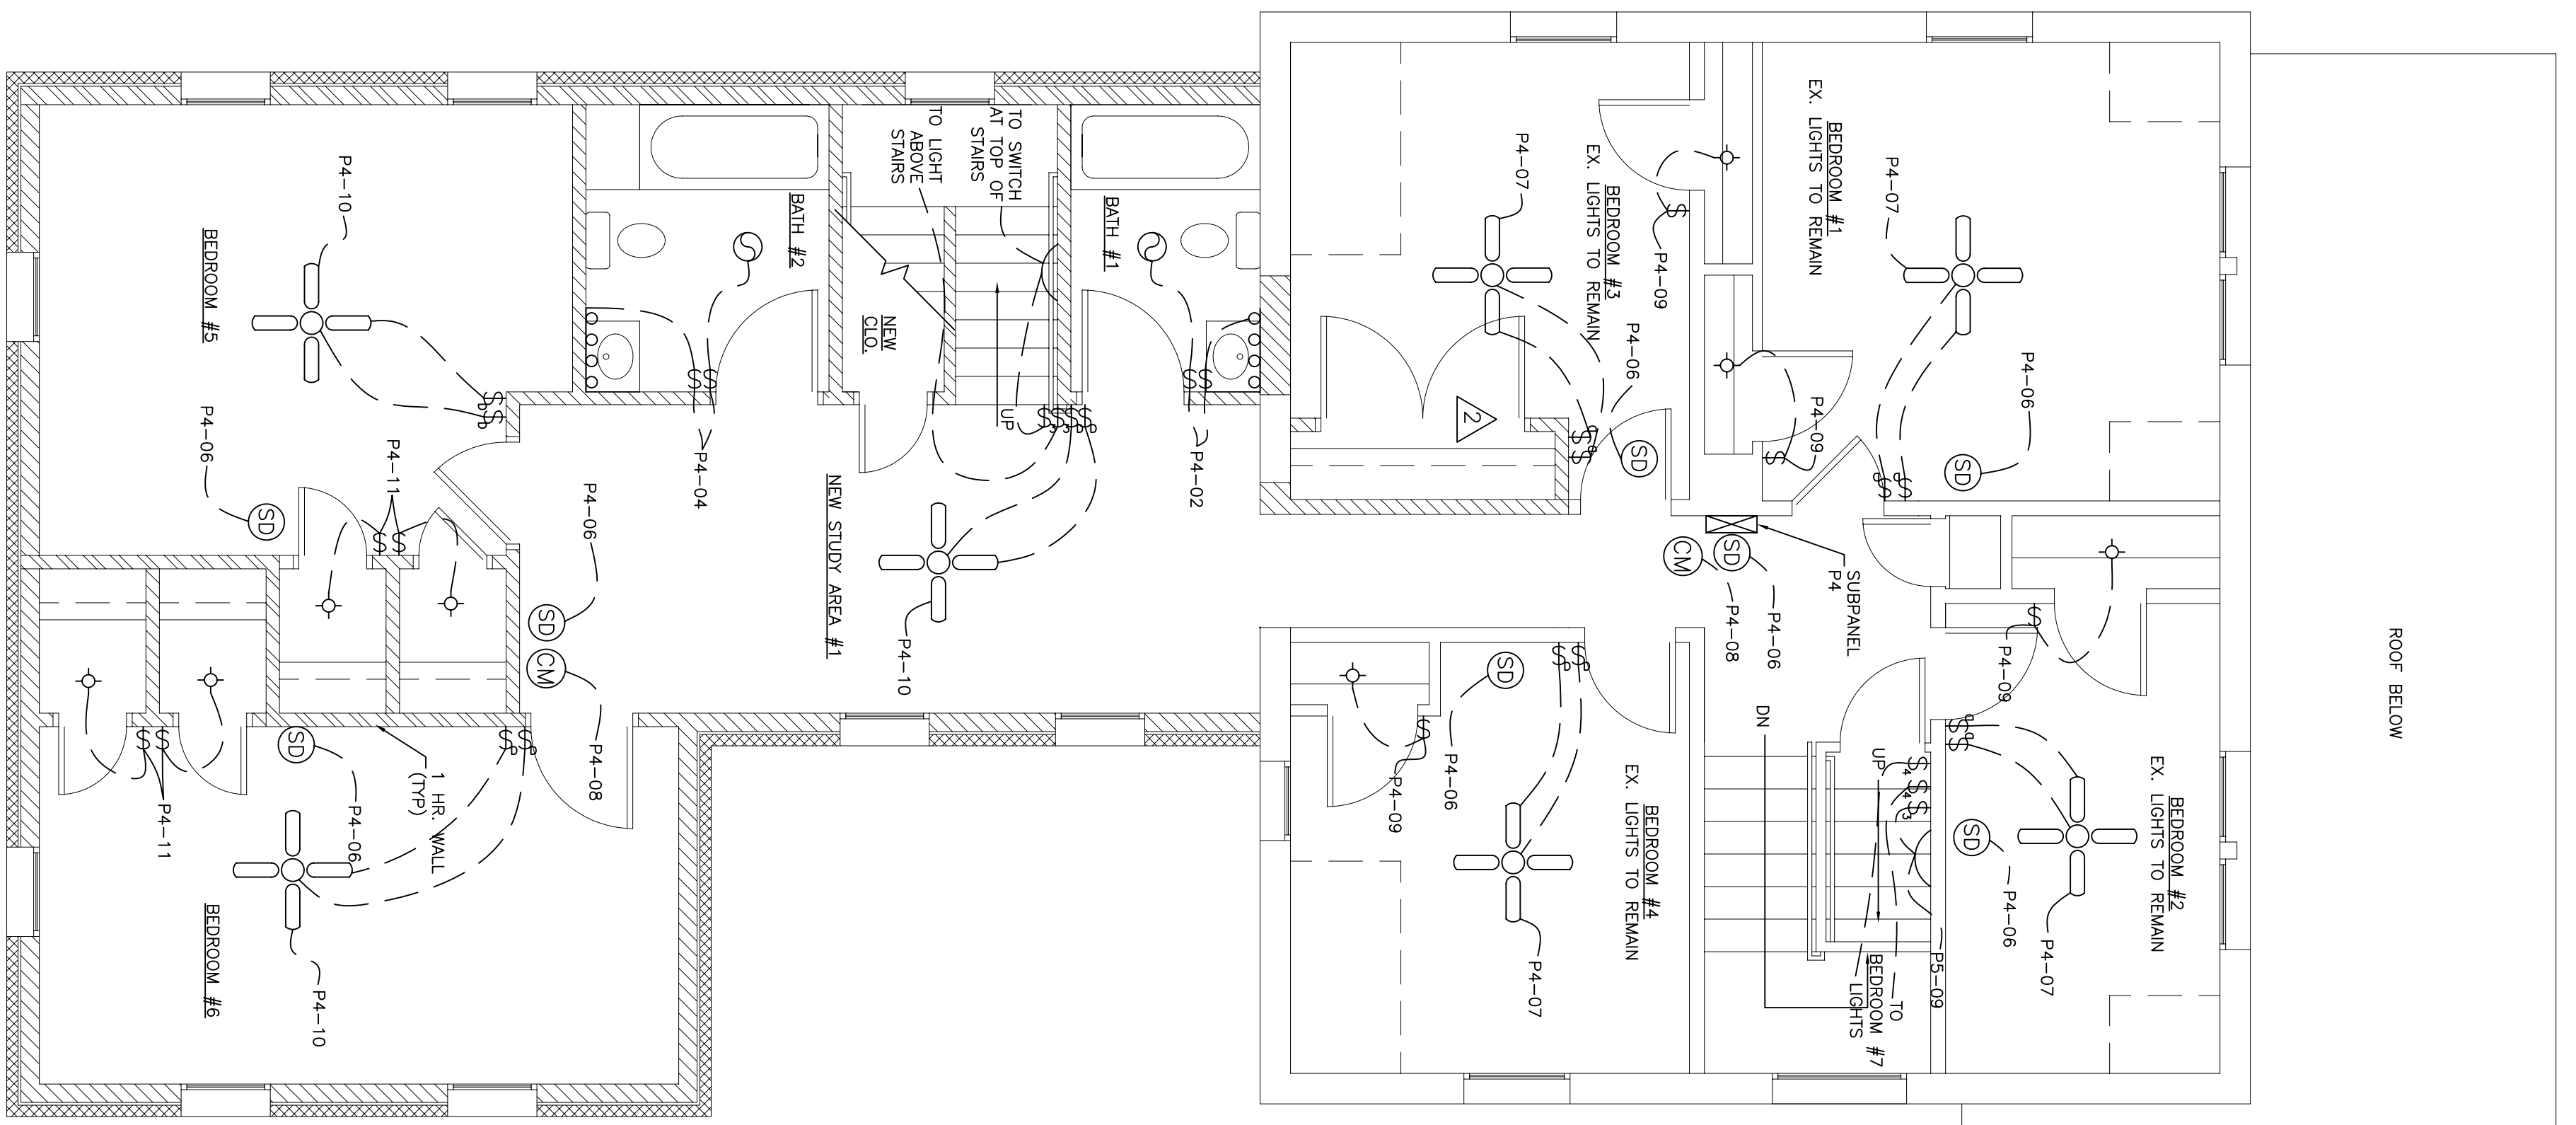 ROOF BELOW
BEDROOM #1
EX. LIGHTS TO REMAIN
P4-07
P4-06
P4-09
P4-09
BEDROOM #3
EX. LIGHTS TO REMAIN
P4-07
P4-06
2
SD
SD
SUBPANEL
P4
SD
CM
P4-06
P4-08
P4-09
BEDROOM #2
EX. LIGHTS TO REMAIN
SD
P4-06
P4-07
P5-09
UP
DN
TO
BEDROOM #7
LIGHTS
BEDROOM #4
EX. LIGHTS TO REMAIN
SD
P4-06
P4-09
P4-07
BATH #1
P4-02
TO SWITCH
AT TOP OF
STAIRS
TO LIGHT
ABOVE
STAIRS
UP
NEW
CLO.
BATH #2
P4-04
NEW STUDY AREA #1
P4-10
P4-06
SD
CM
P4-08
BEDROOM #5
P4-10
P4-06
SD
P4-11
1 HR. WALL
(TYP)
SD
P4-06
P4-11
BEDROOM #6
P4-10